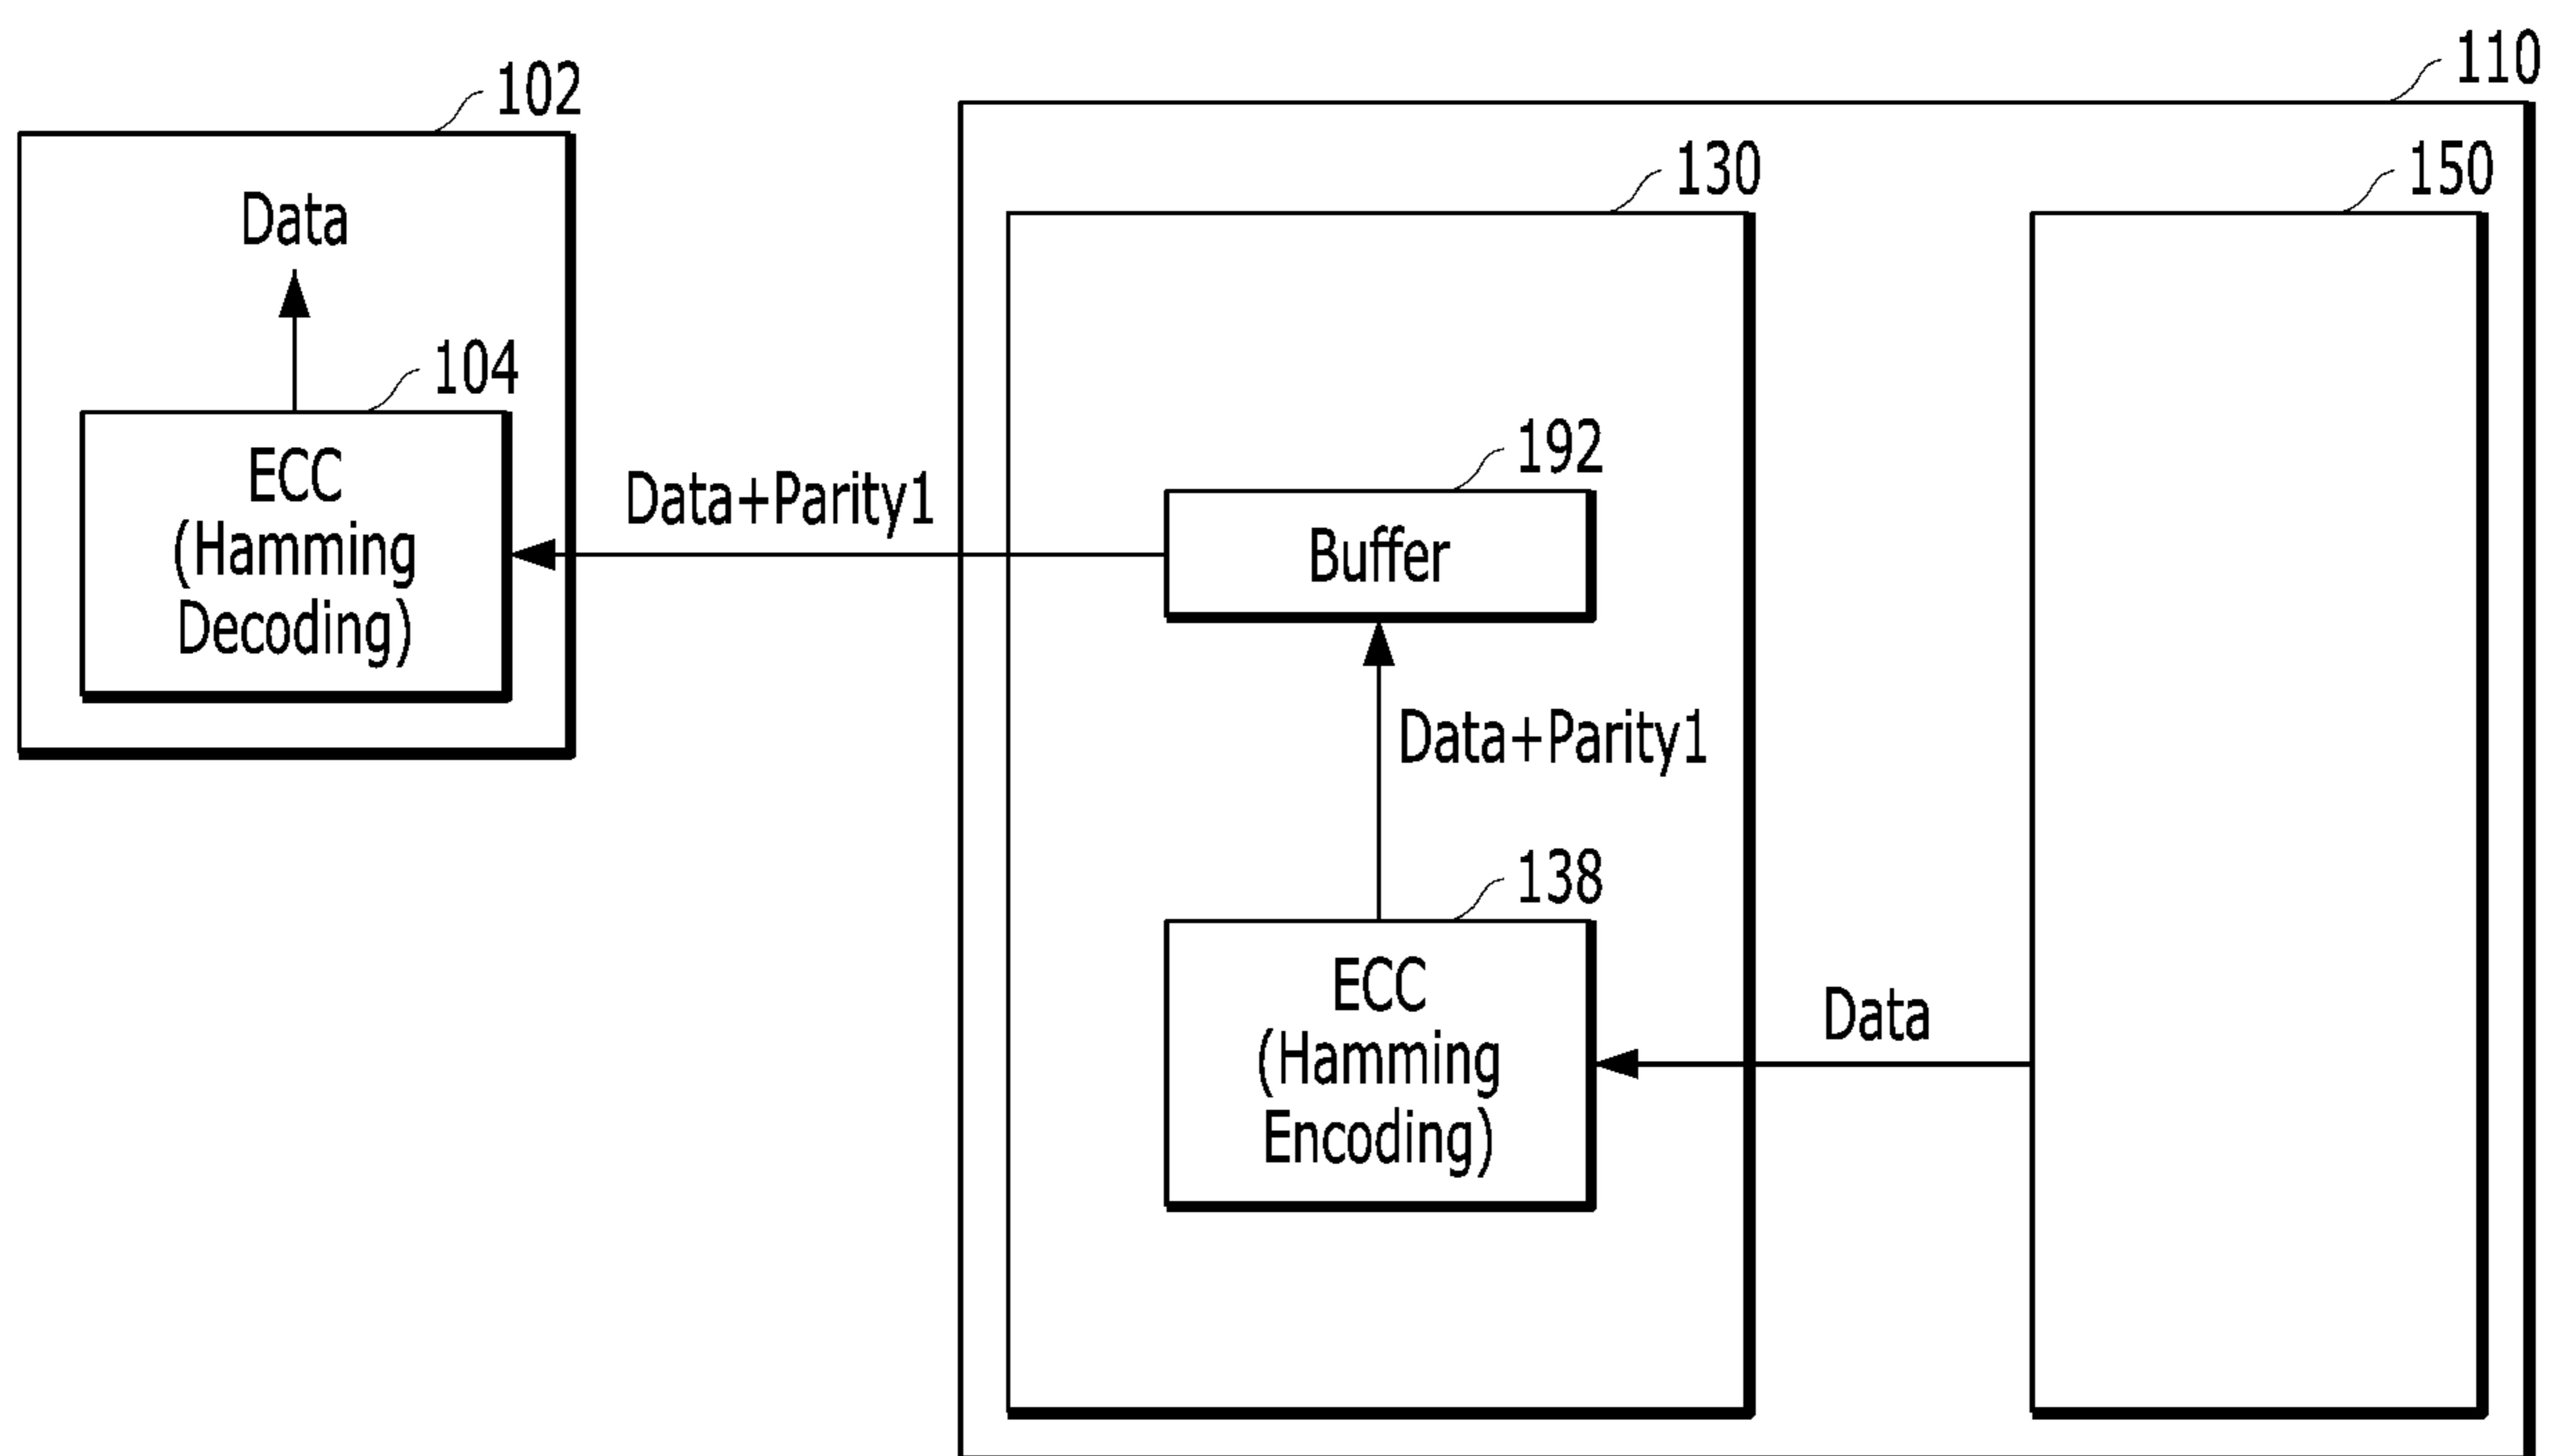 110
102
130
150
Data
104
192
ECC
(Hamming
Decoding)
Data+Parity1
Buffer
Data+Parity1
138
ECC
(Hamming
Encoding)
Data